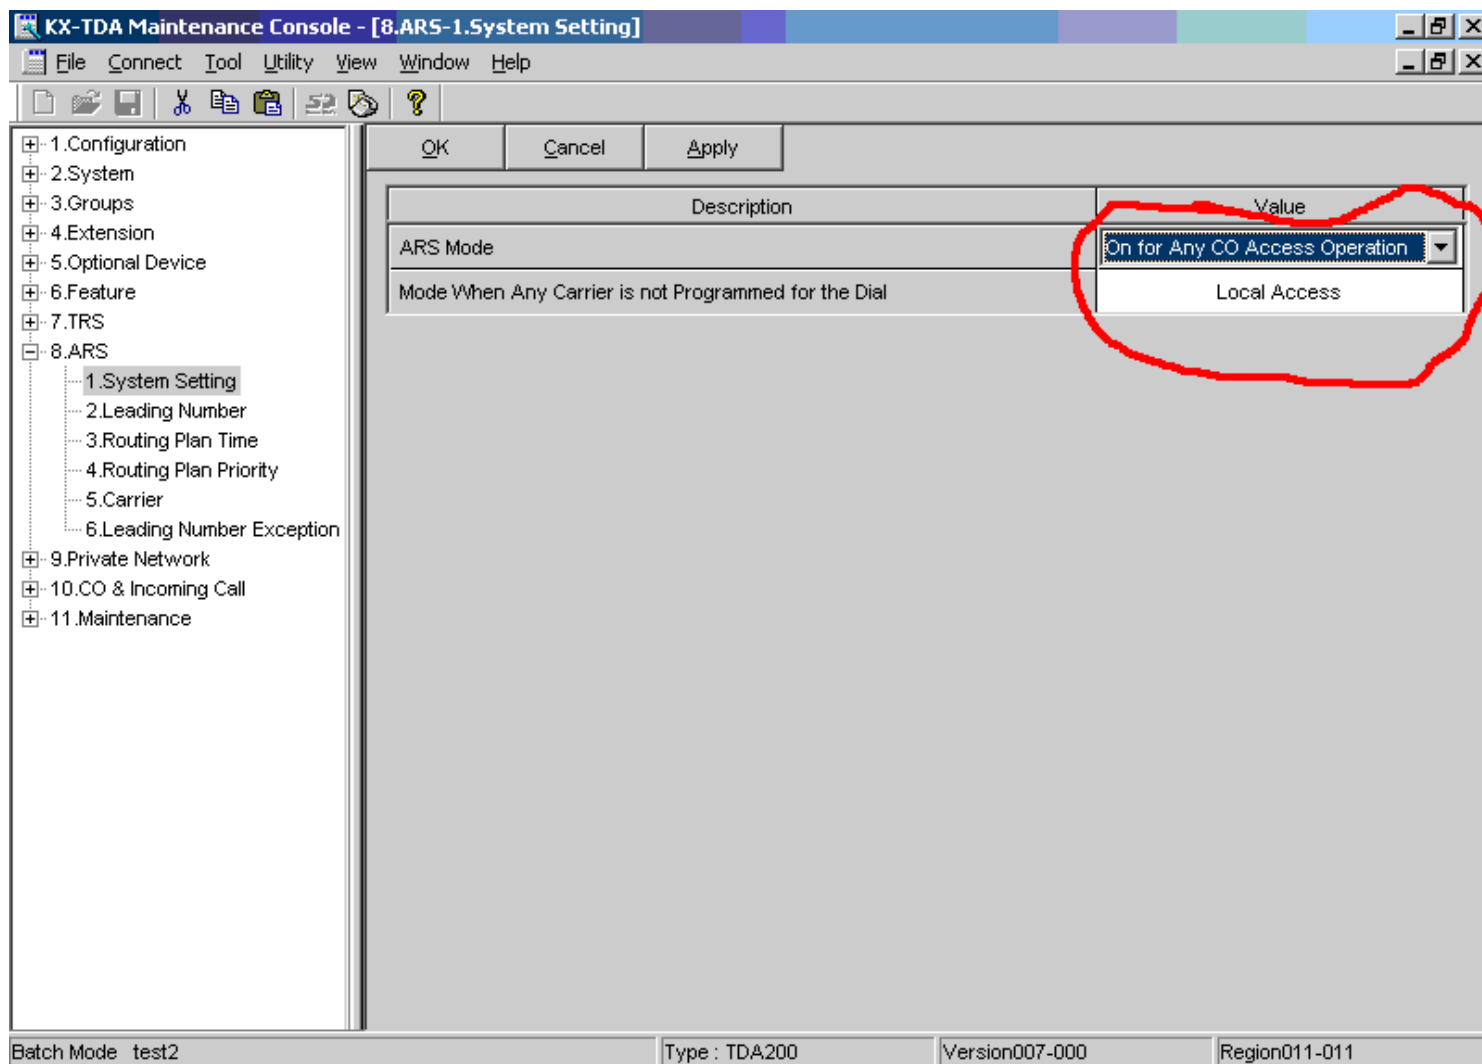 KX-TDA Maintenance Console - [8.ARS-1.System Setting]
File Connect Tool Utility View Window Help
1.Configuration
2.System
3.Groups
4.Extension
5.Optional Device
6.Feature
7.TRS
8.ARS
1.System Setting
2.Leading Number
3.Routing Plan Time
4.Routing Plan Priority
5.Carrier
6.Leading Number Exception
9.Private Network
10.CO & Incoming Call
11.Maintenance
OK Cancel Apply
Description Value
ARS Mode On for Any CO Access Operation
Mode When Any Carrier is not Programmed for the Dial Local Access
Batch Mode test2 Type : TDA200 Version007-000 Region011-011